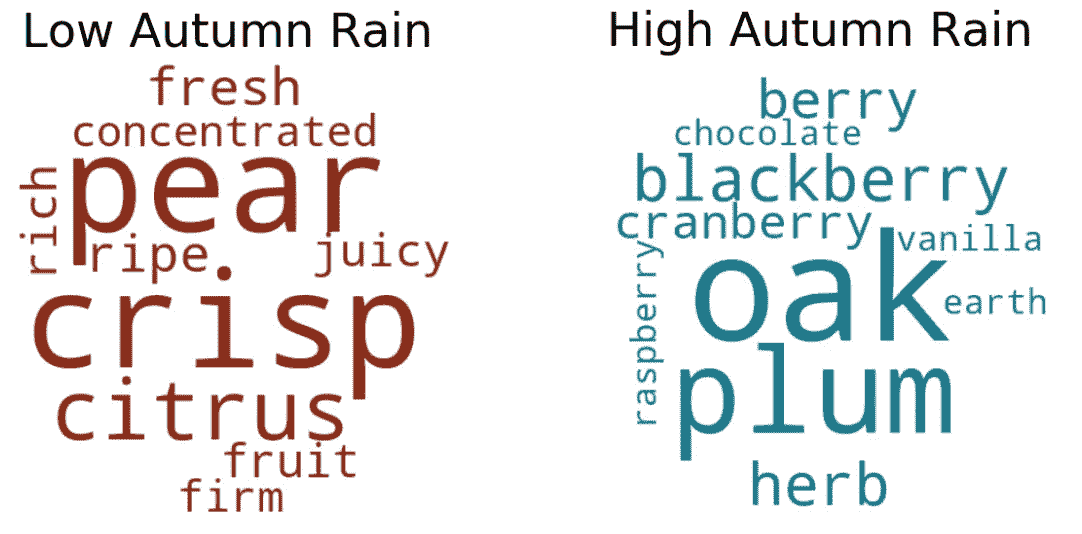 Low Autumn Rain
fresh
concentrated
pear
rich
ripe
juicy
crisp
citrus
fruit
firm
High Autumn Rain
berry
chocolate
blackberry
cranberry
vanilla
oak
earth
raspberry
plum
herb